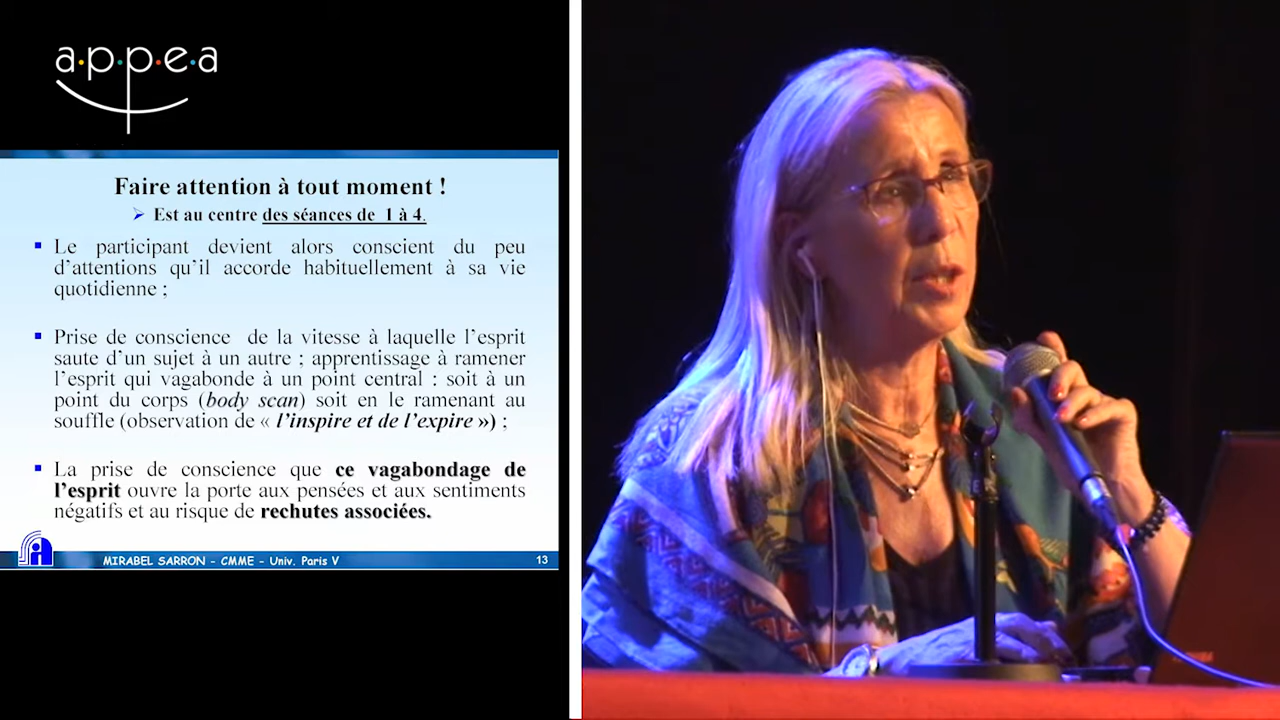 a·p·p·e·a
Faire attention à tout moment !
Est au centre des séances de 1 à 4.
Le participant devient alors conscient du peu
d'attentions qu'il accorde habituellement à sa vie
quotidienne ;
Prise de conscience de la vitesse à laquelle l'esprit
saute d'un sujet à un autre ; apprentissage à ramener
l'esprit qui vagabonde à un point central : soit à un
point du corps (body scan) soit en le ramenant au
souffle (observation de « l'inspire et de l'expire ») ;
La prise de conscience que ce vagabondage de
l'esprit ouvre la porte aux pensées et aux sentiments
négatifs et au risque de rechutes associées.
MIRABEL SARRON - CMME - Univ. Paris V
13